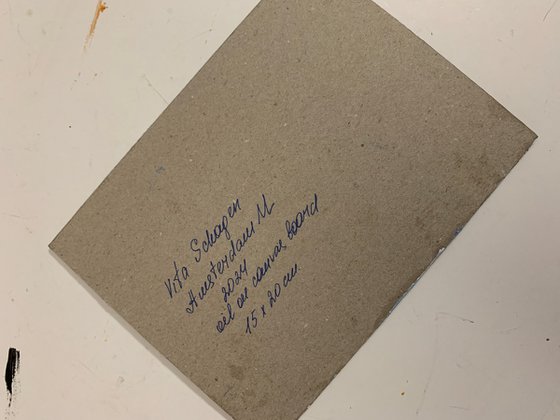 Vita Schagen
Amsterdam M
2024
oil on canvas board
15 x 20 cm